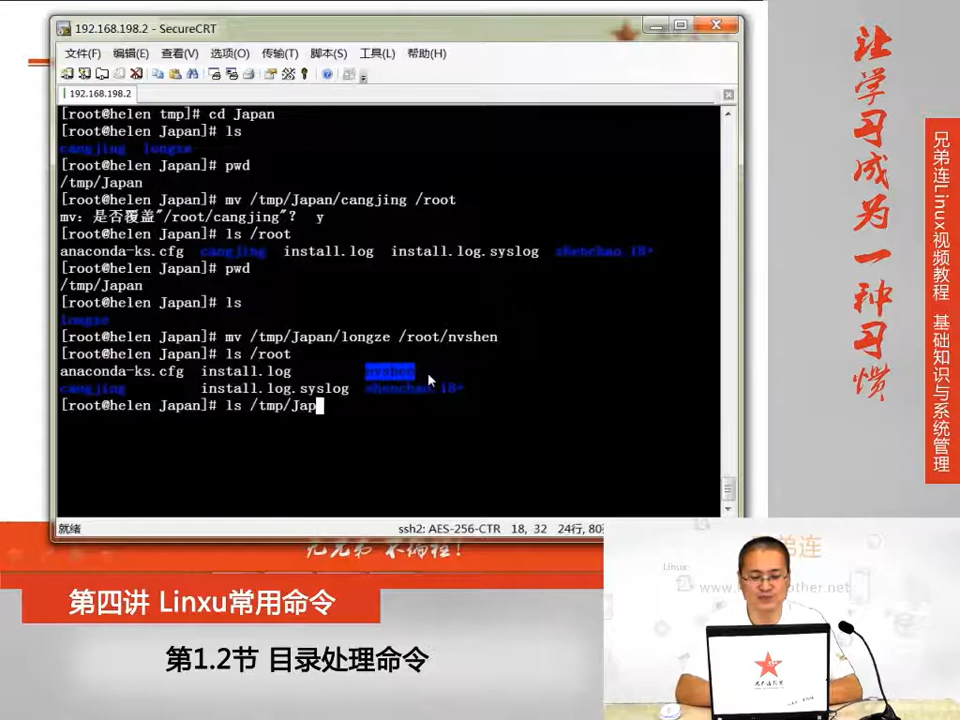 192.168.198.2 - SecureCRT
文件(F) 编辑(E) 查看(V) 选项(O) 传输(T) 脚本(S) 工具(L) 帮助(H)
192.168.198.2
[root@helen tmp]# cd Japan
[root@helen Japan]# ls
cangjing longze
[root@helen Japan]# pwd
/tmp/Japan
[root@helen Japan]# mv /tmp/Japan/cangjing /root
mv：是否覆盖"/root/cangjing"？ y
[root@helen Japan]# ls /root
anaconda-ks.cfg cangjing install.log install.log.syslog zhenchao 18+
[root@helen Japan]# pwd
/tmp/Japan
[root@helen Japan]# ls
longze
[root@helen Japan]# mv /tmp/Japan/longze /root/nvshen
[root@helen Japan]# ls /root
anaconda-ks.cfg install.log nvshen
cangjing install.log.syslog zhenchao 18+
[root@helen Japan]# ls /tmp/Jap
就绪 ssh2: AES-256-CTR 18, 32 24行, 80
让学习成为一种习惯
兄弟连Linux视频教程 基础知识与系统管理
第四讲 Linxu常用命令
第1.2节 目录处理命令
Linux